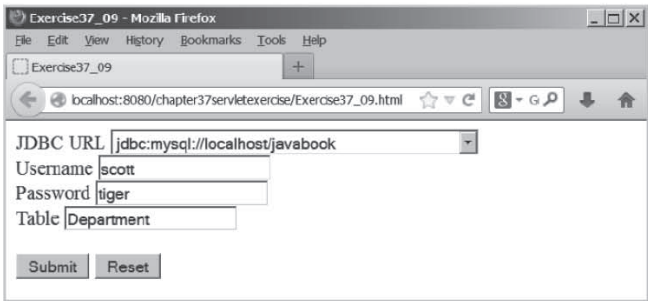 Exercise37_09 - Mozilla Firefox
File Edit View History Bookmarks Tools Help
Exercise37_09 +
localhost:8080/chapter37servletexercise/Exercise37_09.html 8 - G
JDBC URL jdbc:mysql://localhost/javabook
Username scott
Password tiger
Table Department
Submit Reset